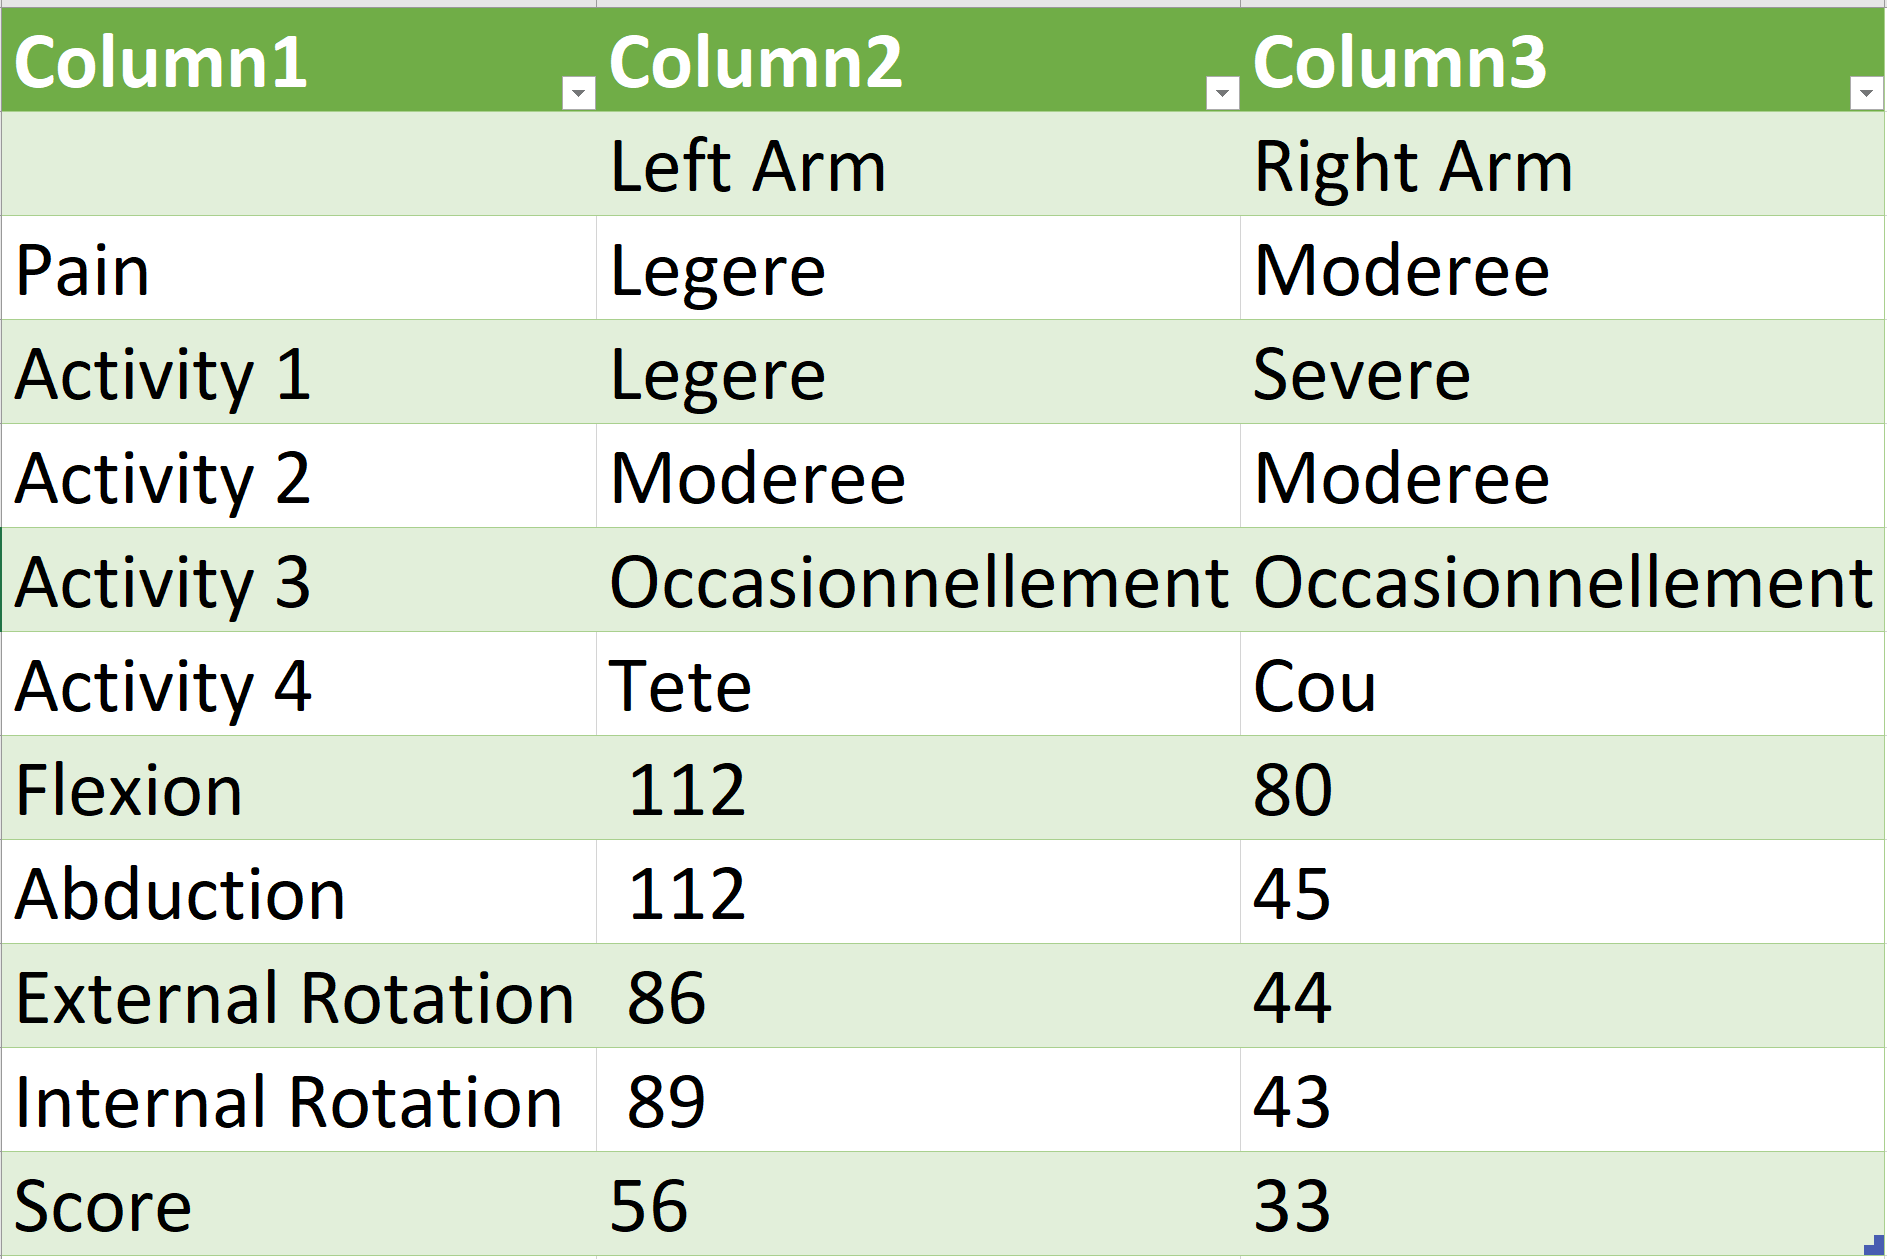 Column1 Column2 Column3
Left Arm Right Arm
Pain Legere Moderee
Activity 1 Legere Severe
Activity 2 Moderee Moderee
Activity 3 Occasionnellement Occasionnellement
Activity 4 Tete Cou
Flexion 112 80
Abduction 112 45
External Rotation 86 44
Internal Rotation 89 43
Score 56 33